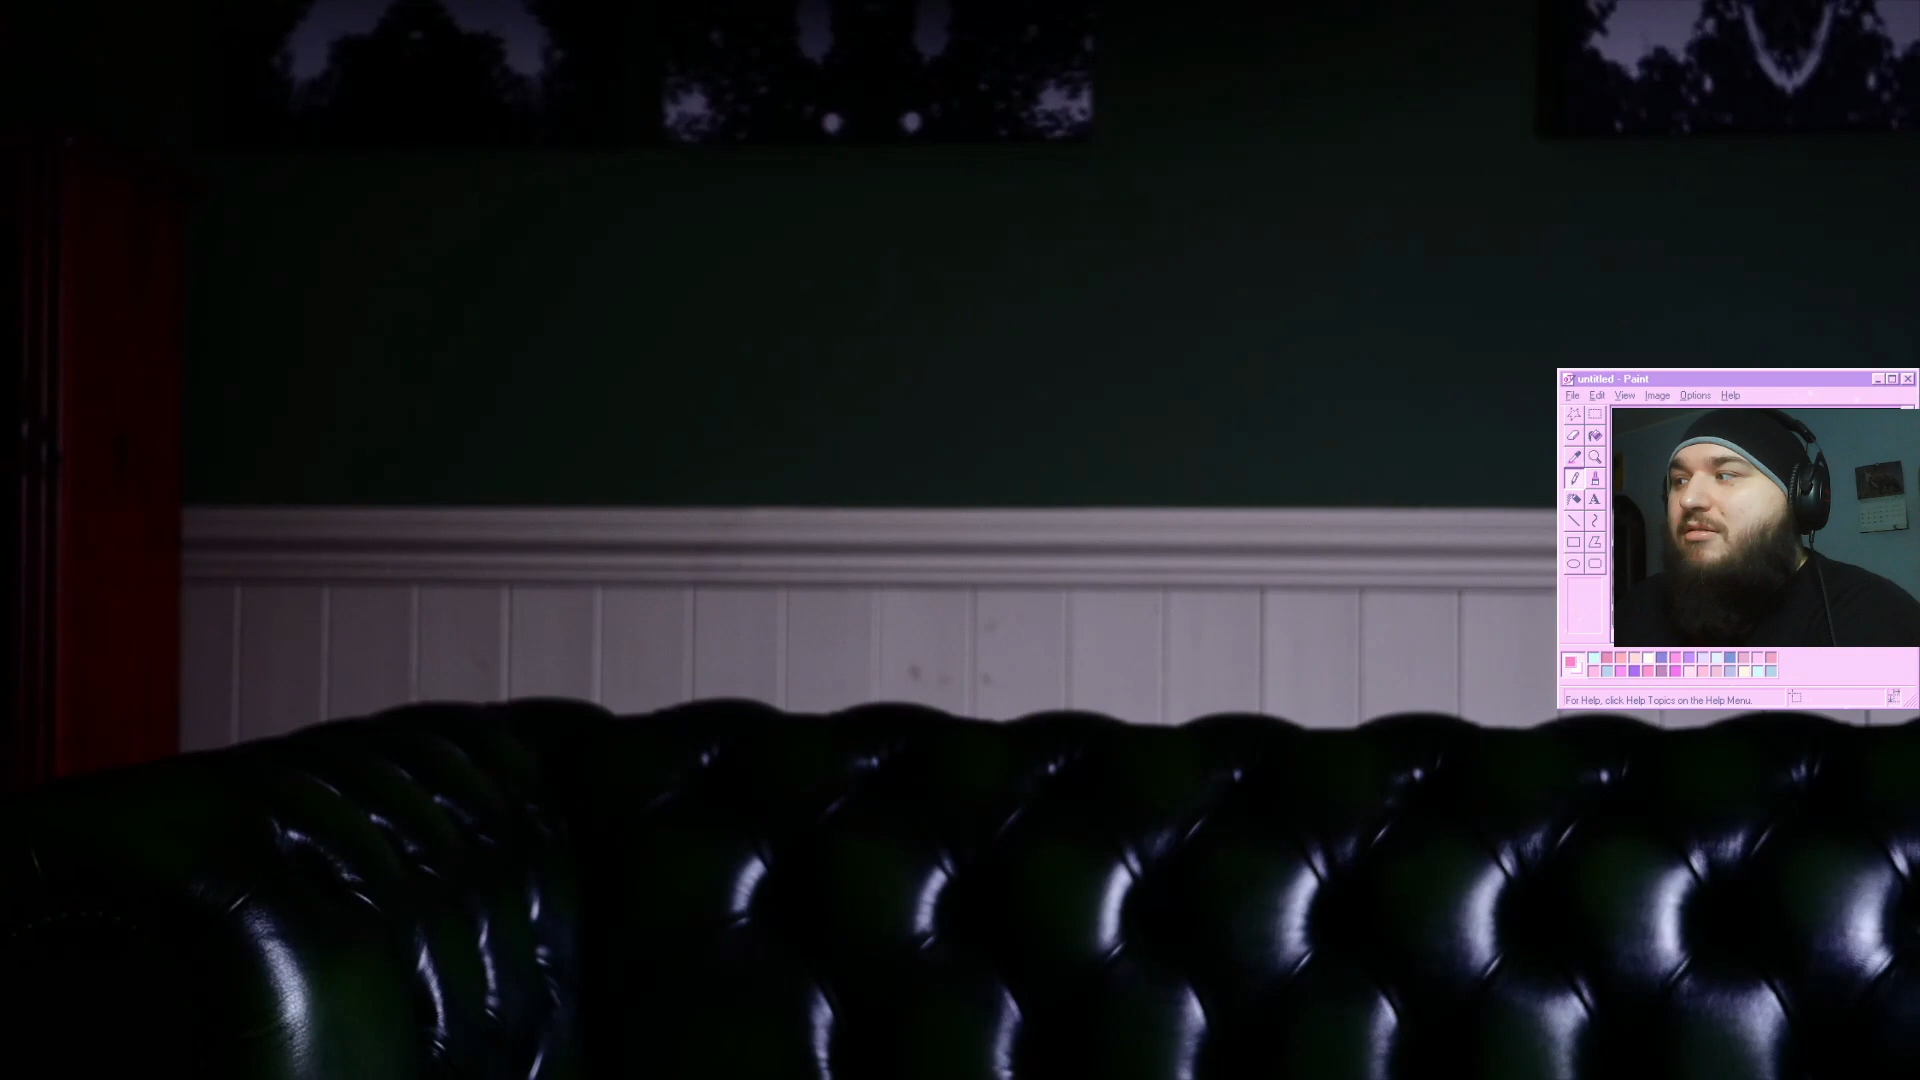 untitled - Paint
File Edit View Image Options Help
A
For Help, click Help Topics on the Help Menu.